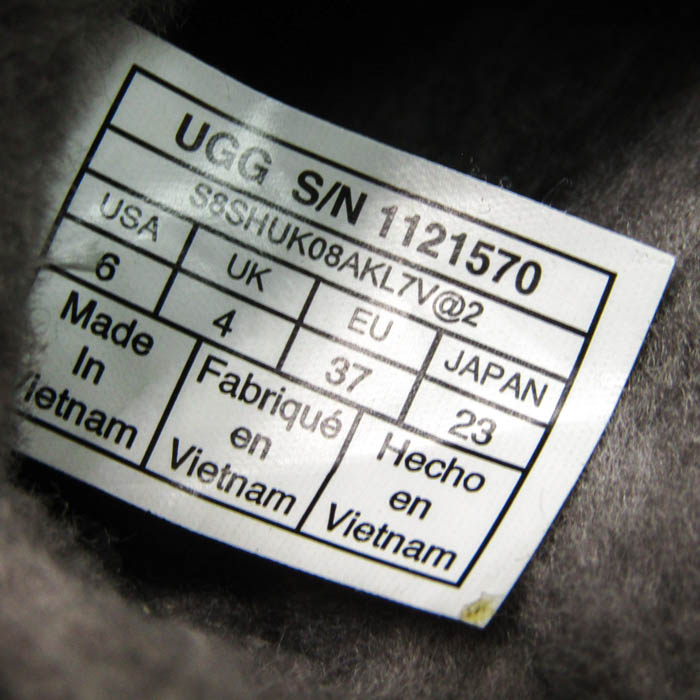 UGG S/N 1121570
S8SHUK08AKL7V@2
USA UK EU JAPAN
6 4 37 23
Made
In
Vietnam
Fabriqué
en
Vietnam
Hecho
en
Vietnam